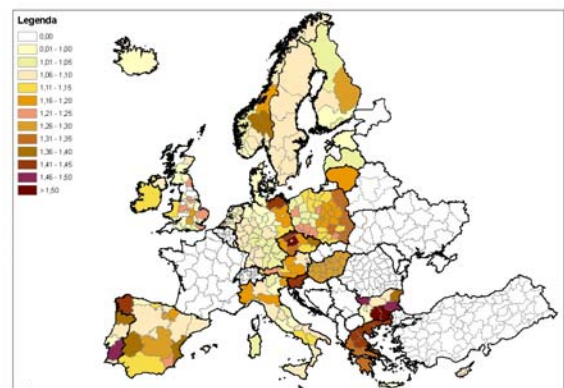 Legenda
0,00
0,01 - 1,00
1,01 - 1,05
1,06 - 1,10
1,11 - 1,15
1,16 - 1,20
1,21 - 1,25
1,26 - 1,30
1,31 - 1,35
1,36 - 1,40
1,41 - 1,45
1,46 - 1,50
> 1,50